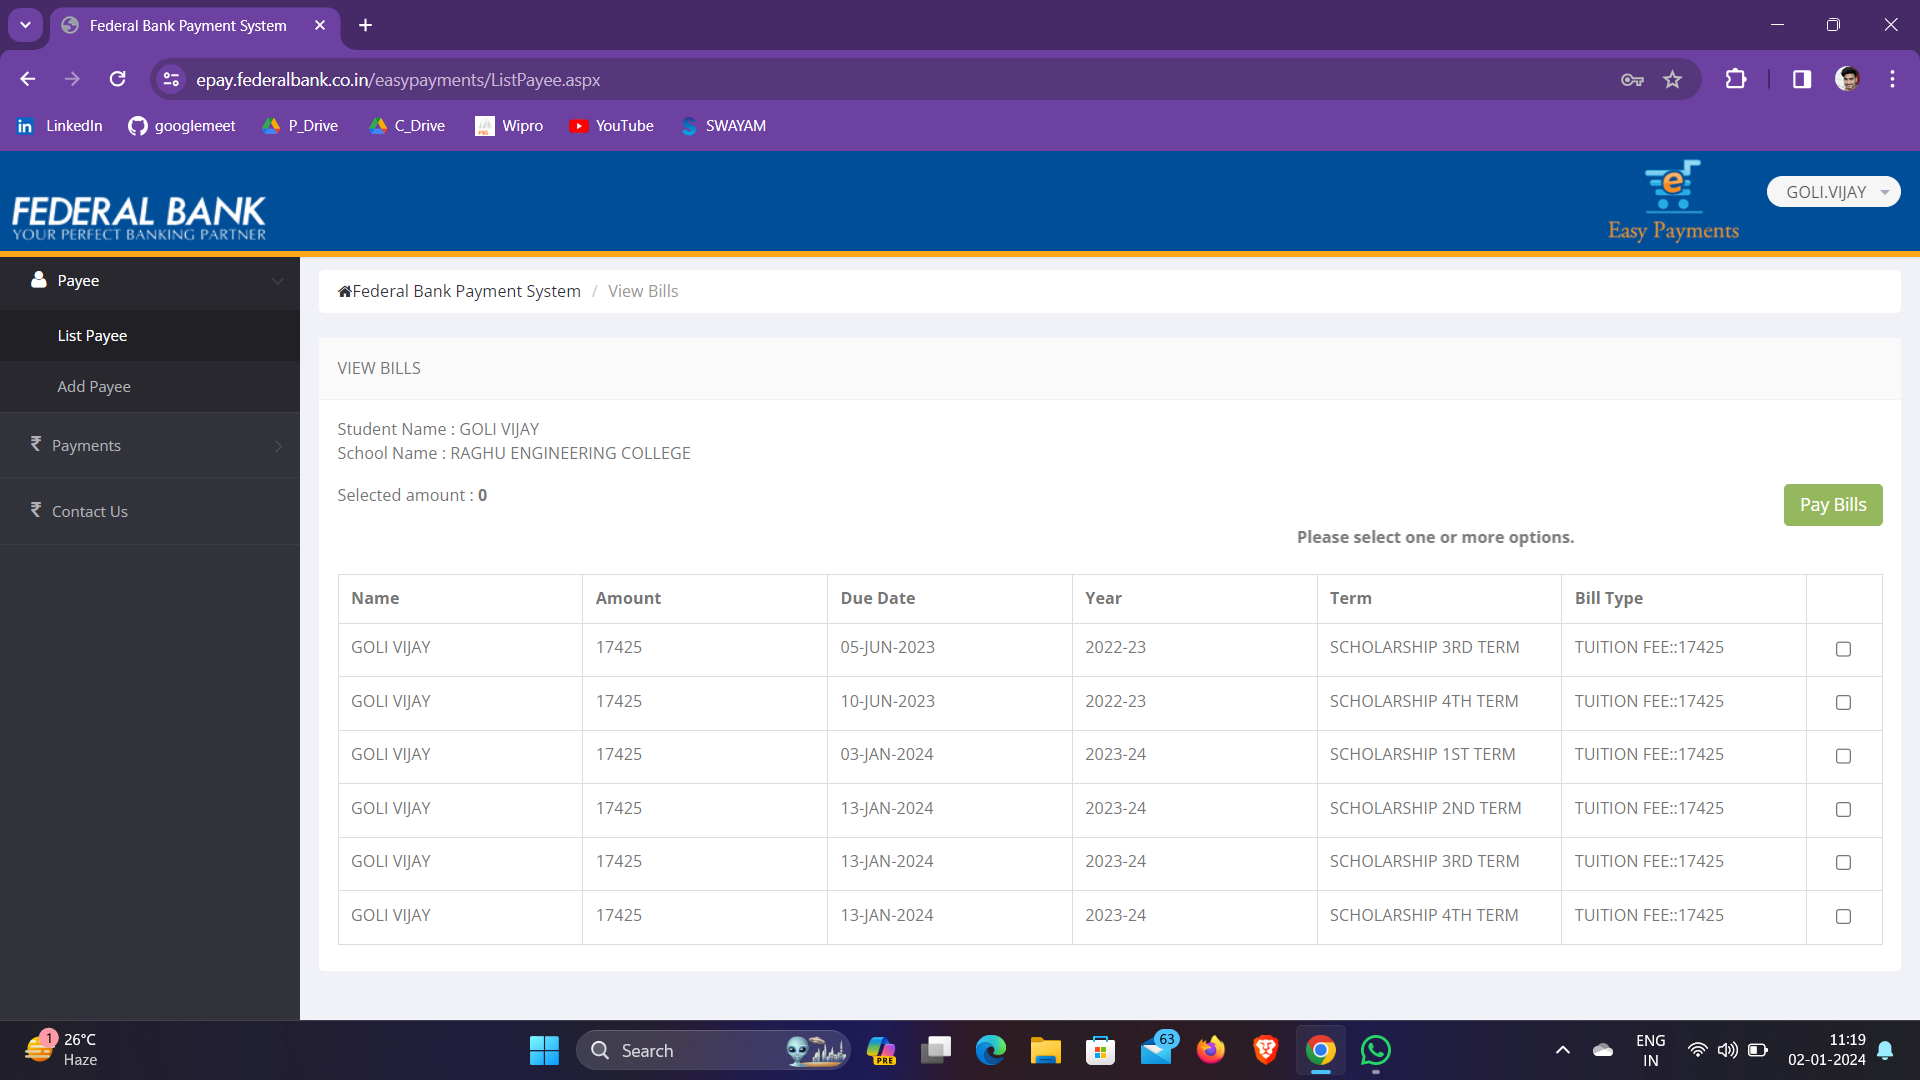 Federal Bank Payment System
epay.federalbank.co.in/easypayments/ListPayee.aspx
LinkedIn googlemeet P_Drive C_Drive Wipro YouTube SWAYAM
FEDERAL BANK
YOUR PERFECT BANKING PARTNER
e
Easy Payments
GOLI.VIJAY
Payee
List Payee
Add Payee
₹ Payments
₹ Contact Us
Federal Bank Payment System / View Bills
VIEW BILLS
Student Name : GOLI VIJAY
School Name : RAGHU ENGINEERING COLLEGE
Selected amount : 0
Pay Bills
Please select one or more options.
Name Amount Due Date Year Term Bill Type
GOLI VIJAY 17425 05-JUN-2023 2022-23 SCHOLARSHIP 3RD TERM TUITION FEE::17425
GOLI VIJAY 17425 10-JUN-2023 2022-23 SCHOLARSHIP 4TH TERM TUITION FEE::17425
GOLI VIJAY 17425 03-JAN-2024 2023-24 SCHOLARSHIP 1ST TERM TUITION FEE::17425
GOLI VIJAY 17425 13-JAN-2024 2023-24 SCHOLARSHIP 2ND TERM TUITION FEE::17425
GOLI VIJAY 17425 13-JAN-2024 2023-24 SCHOLARSHIP 3RD TERM TUITION FEE::17425
GOLI VIJAY 17425 13-JAN-2024 2023-24 SCHOLARSHIP 4TH TERM TUITION FEE::17425
1
26°C
Haze
Search
PRE
63
ENG
IN
11:19
02-01-2024